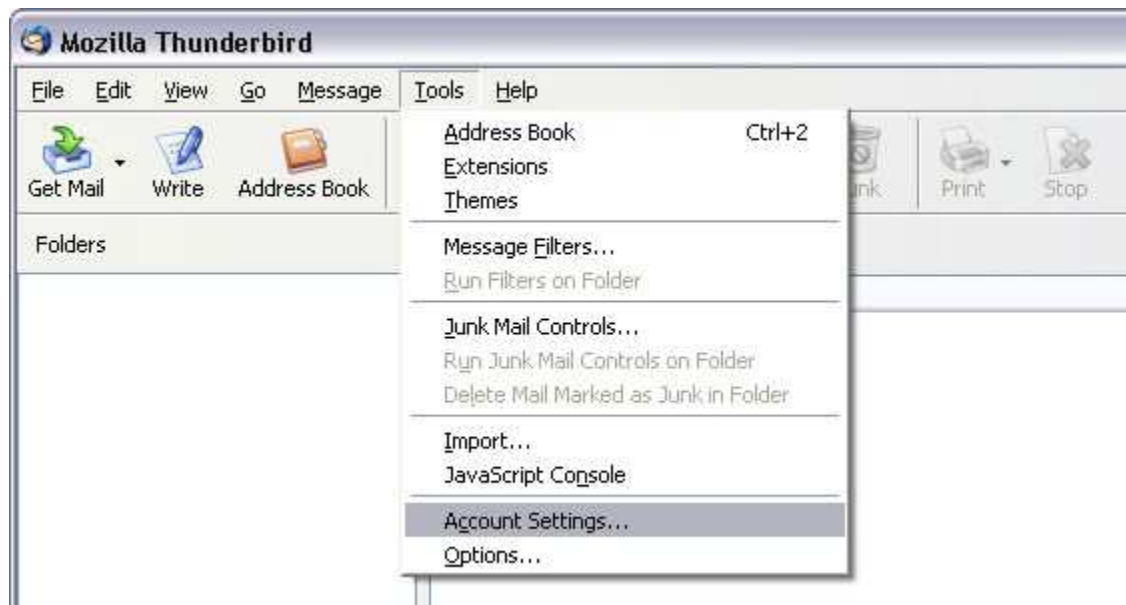 Mozilla Thunderbird
File Edit View Go Message Tools Help
Get Mail Write Address Book Print Stop
Folders
Address Book Ctrl+2
Extensions
Themes
Message Filters...
Run Filters on Folder
Junk Mail Controls...
Run Junk Mail Controls on Folder
Delete Mail Marked as Junk in Folder
Import...
JavaScript Console
Account Settings...
Options...